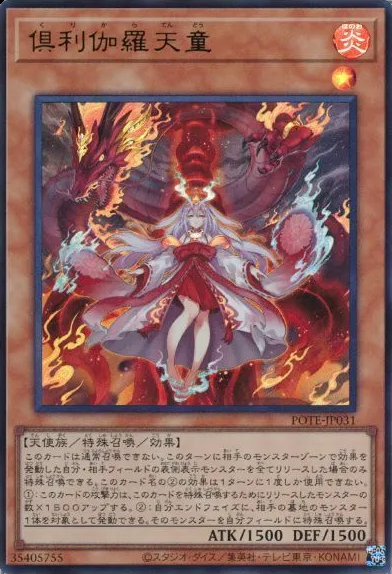 くりからてんどう
倶利伽羅天童
ほのお
炎
POTE-JP031
【天使族／特殊召喚／効果】
このカードは通常召喚できない。このターンに相手のモンスターゾーンで効果を
発動した自分・相手フィールドの表側表示モンスターを全てリリースした場合のみ
特殊召喚できる。このカード名の②の効果は1ターンに1度しか使用できない。
①：このカードの攻撃力は、このカードを特殊召喚するためにリリースしたモンスターの
数×1500アップする。②：自分エンドフェイズに、相手の墓地のモンスター
1体を対象として発動できる。そのモンスターを自分フィールドに特殊召喚する。
ATK/1500 DEF/1500
35405755
©スタジオ・ダイス／集英社・テレビ東京・KONAMI